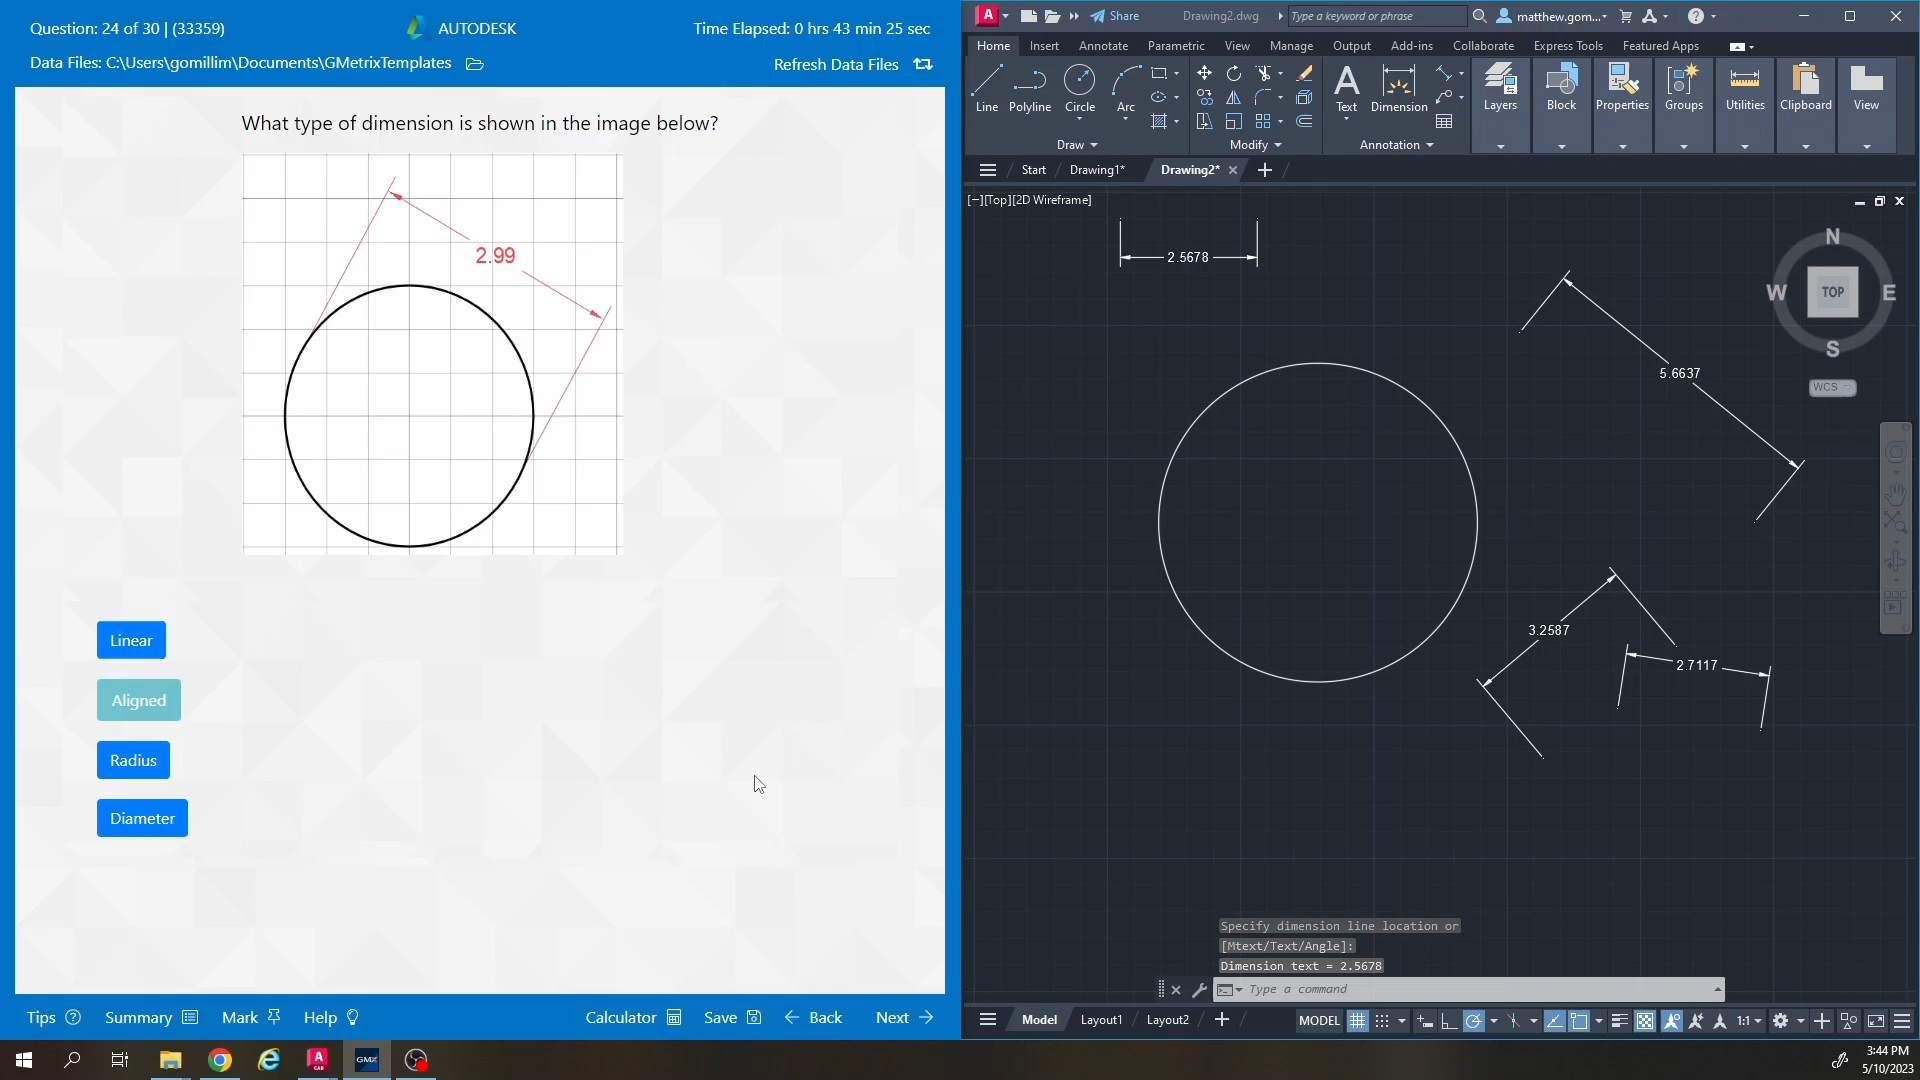 Question: 24 of 30 | (33359)
AUTODESK
Time Elapsed: 0 hrs 43 min 25 sec
Data Files: C:\Users\gomillim\Documents\GMetrixTemplates
Refresh Data Files
What type of dimension is shown in the image below?
2.99
Linear
Aligned
Radius
Diameter
Tips
Summary
Mark
Help
Calculator
Save
Back
Next
A
Share
Drawing2.dwg
Type a keyword or phrase
matthew.gom...
Home Insert Annotate Parametric View Manage Output Add-ins Collaborate Express Tools Featured Apps
Line Polyline Circle Arc
Text Dimension
Layers Block Properties Groups Utilities Clipboard View
Draw Modify Annotation
Start Drawing1* Drawing2*
[−][Top][2D Wireframe]
2.5678
N
W TOP E
S
WCS
5.6637
3.2587
2.7117
Specify dimension line location or
[Mtext/Text/Angle]:
Dimension text = 2.5678
Type a command
Model Layout1 Layout2
MODEL
1:1
A CAD
GMX
3:44 PM
5/10/2023